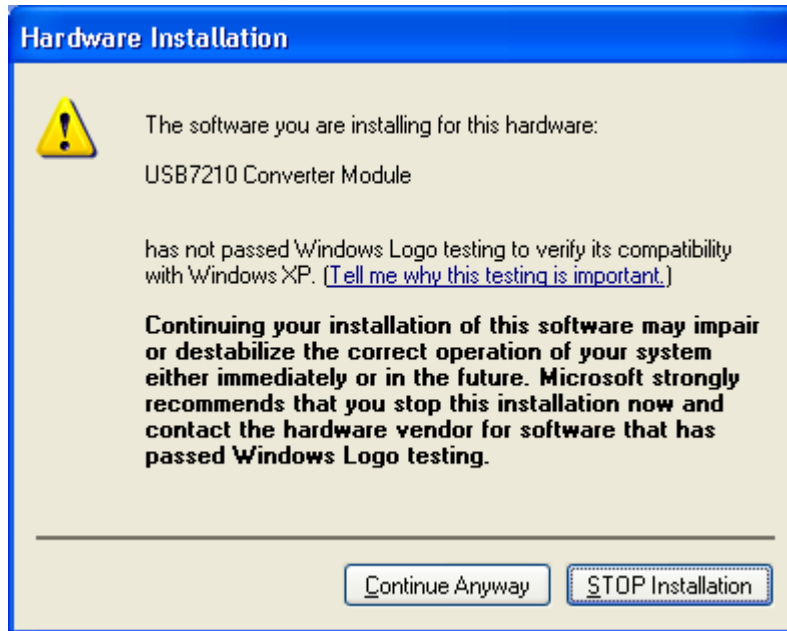 Hardware Installation
The software you are installing for this hardware:
USB7210 Converter Module
has not passed Windows Logo testing to verify its compatibility
with Windows XP. (Tell me why this testing is important.)
Continuing your installation of this software may impair
or destabilize the correct operation of your system
either immediately or in the future. Microsoft strongly
recommends that you stop this installation now and
contact the hardware vendor for software that has
passed Windows Logo testing.
Continue Anyway
STOP Installation